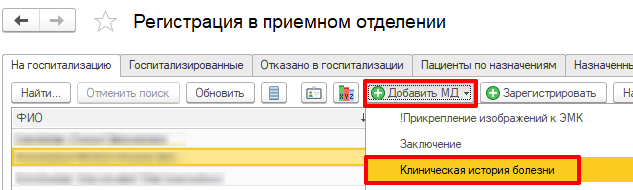 Регистрация в приемном отделении
На госпитализацию Госпитализированные Отказано в госпитализации Пациенты по назначениям Назначенны
Найти... Отменить поиск Обновить Добавить МД Зарегистрировать На
ФИО
!Прикрепление изображений к ЭМК
Заключение
Клиническая история болезни